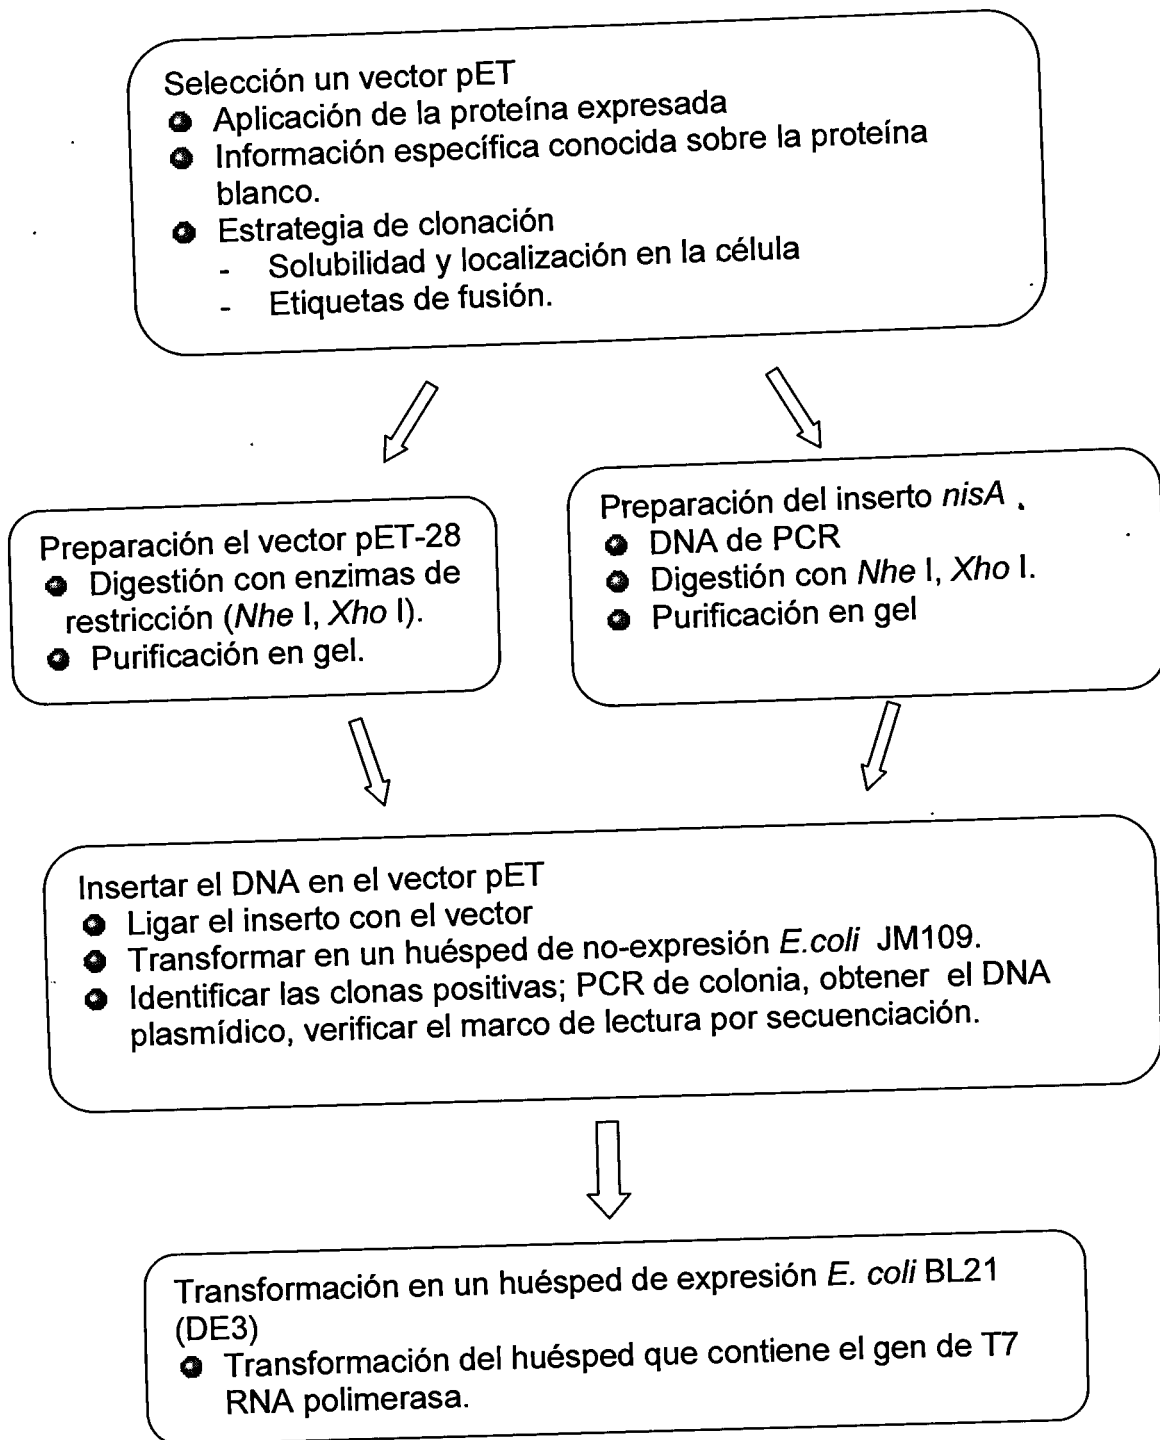 Selección un vector pET
Aplicación de la proteína expresada
Información específica conocida sobre la proteína
blanco.
Estrategia de clonación
- Solubilidad y localización en la célula
- Etiquetas de fusión.
Preparación el vector pET-28
Digestión con enzimas de
restricción (Nhe I, Xho I).
Purificación en gel.
Preparación del inserto nisA .
DNA de PCR
Digestión con Nhe I, Xho I.
Purificación en gel
Insertar el DNA en el vector pET
Ligar el inserto con el vector
Transformar en un huésped de no-expresión E.coli JM109.
Identificar las clonas positivas; PCR de colonia, obtener el DNA
plasmídico, verificar el marco de lectura por secuenciación.
Transformación en un huésped de expresión E. coli BL21
(DE3)
Transformación del huésped que contiene el gen de T7
RNA polimerasa.